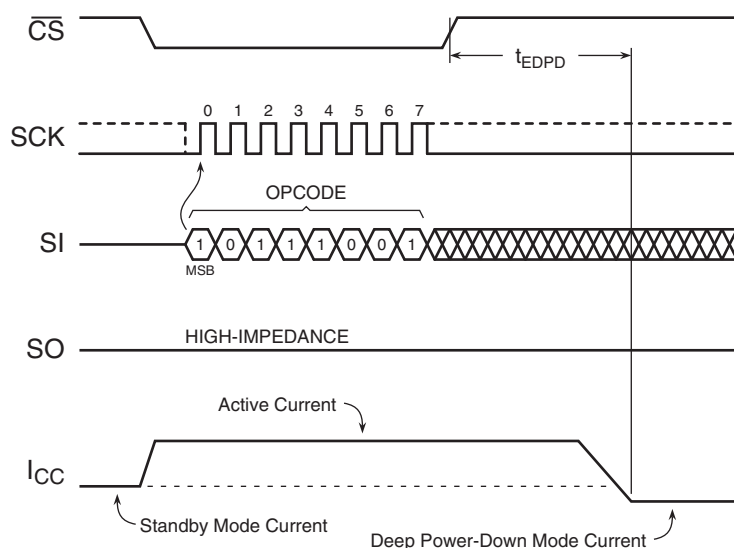 CS
tEDPD
SCK
0 1 2 3 4 5 6 7
OPCODE
SI
1 0 1 1 1 0 0 1
MSB
SO
HIGH-IMPEDANCE
Active Current
ICC
Standby Mode Current
Deep Power-Down Mode Current